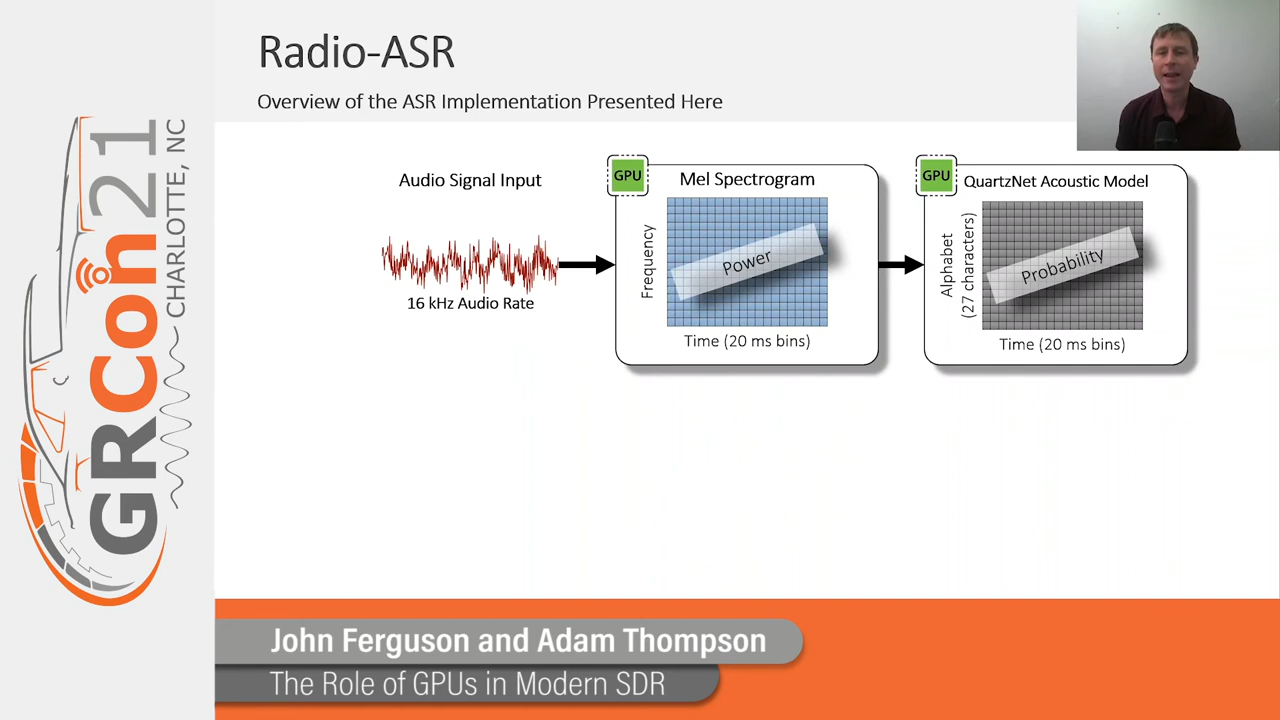 GRCon21
CHARLOTTE, NC
Radio-ASR
Overview of the ASR Implementation Presented Here
Audio Signal Input
16 kHz Audio Rate
GPU
Mel Spectrogram
Frequency
Power
Time (20 ms bins)
GPU
QuartzNet Acoustic Model
Alphabet
(27 characters)
Probability
Time (20 ms bins)
John Ferguson and Adam Thompson
The Role of GPUs in Modern SDR